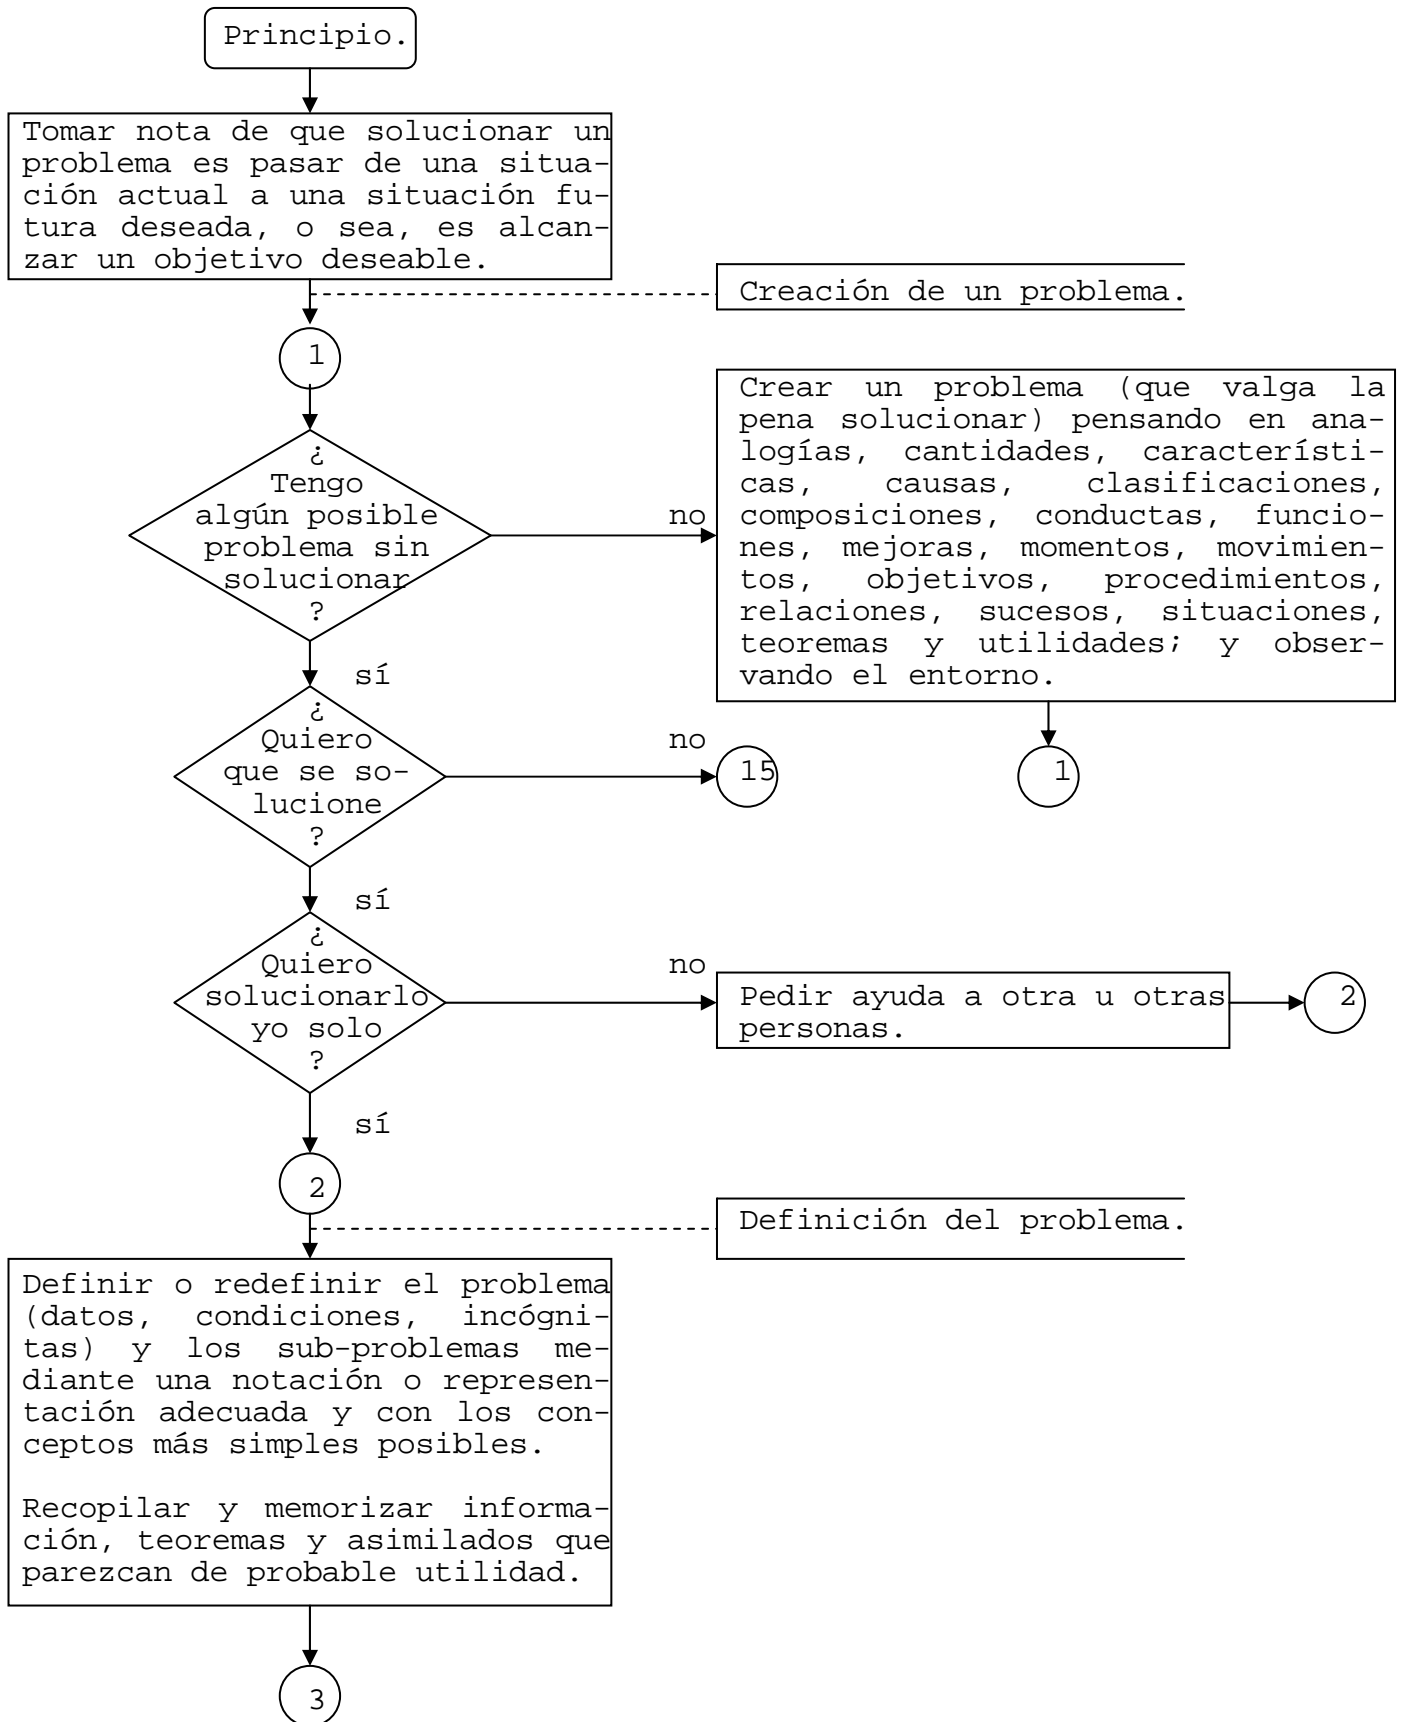 Principio.
Tomar nota de que solucionar un
problema es pasar de una situa-
ción actual a una situación fu-
tura deseada, o sea, es alcan-
zar un objetivo deseable.
Creación de un problema.
1
¿
Tengo
algún posible
problema sin
solucionar
?
no
Crear un problema (que valga la
pena solucionar) pensando en ana-
logías, cantidades, característi-
cas, causas, clasificaciones,
composiciones, conductas, funcio-
nes, mejoras, momentos, movimien-
tos, objetivos, procedimientos,
relaciones, sucesos, situaciones,
teoremas y utilidades; y obser-
vando el entorno.
1
sí
¿
Quiero
que se so-
lucione
?
no
15
sí
¿
Quiero
solucionarlo
yo solo
?
no
Pedir ayuda a otra u otras
personas.
2
sí
2
Definición del problema.
Definir o redefinir el problema
(datos, condiciones, incógni-
tas) y los sub-problemas me-
diante una notación o represen-
tación adecuada y con los con-
ceptos más simples posibles.
Recopilar y memorizar informa-
ción, teoremas y asimilados que
parezcan de probable utilidad.
3